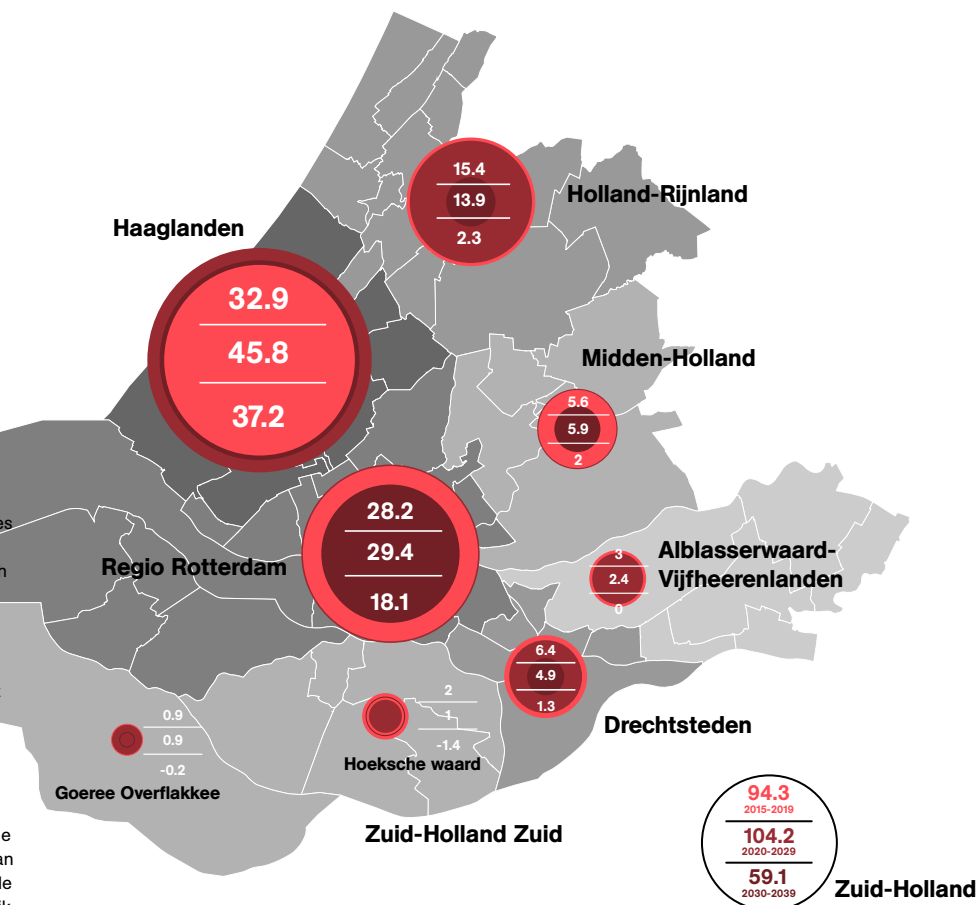 15.4
13.9
2.3
Holland-Rijnland
Haaglanden
32.9
45.8
37.2
Midden-Holland
5.6
5.9
2
es
h
28.2
29.4
18.1
Regio Rotterdam
3
2.4
0
Alblasserwaard-
Vijfheerenlanden
6.4
4.9
1.3
Drechtsteden
2
1
-1.4
Hoeksche waard
0.9
0.9
-0.2
Goeree Overflakkee
Zuid-Holland Zuid
e
an
le
94.3
2015-2019
104.2
2020-2029
59.1
2030-2039
Zuid-Holland